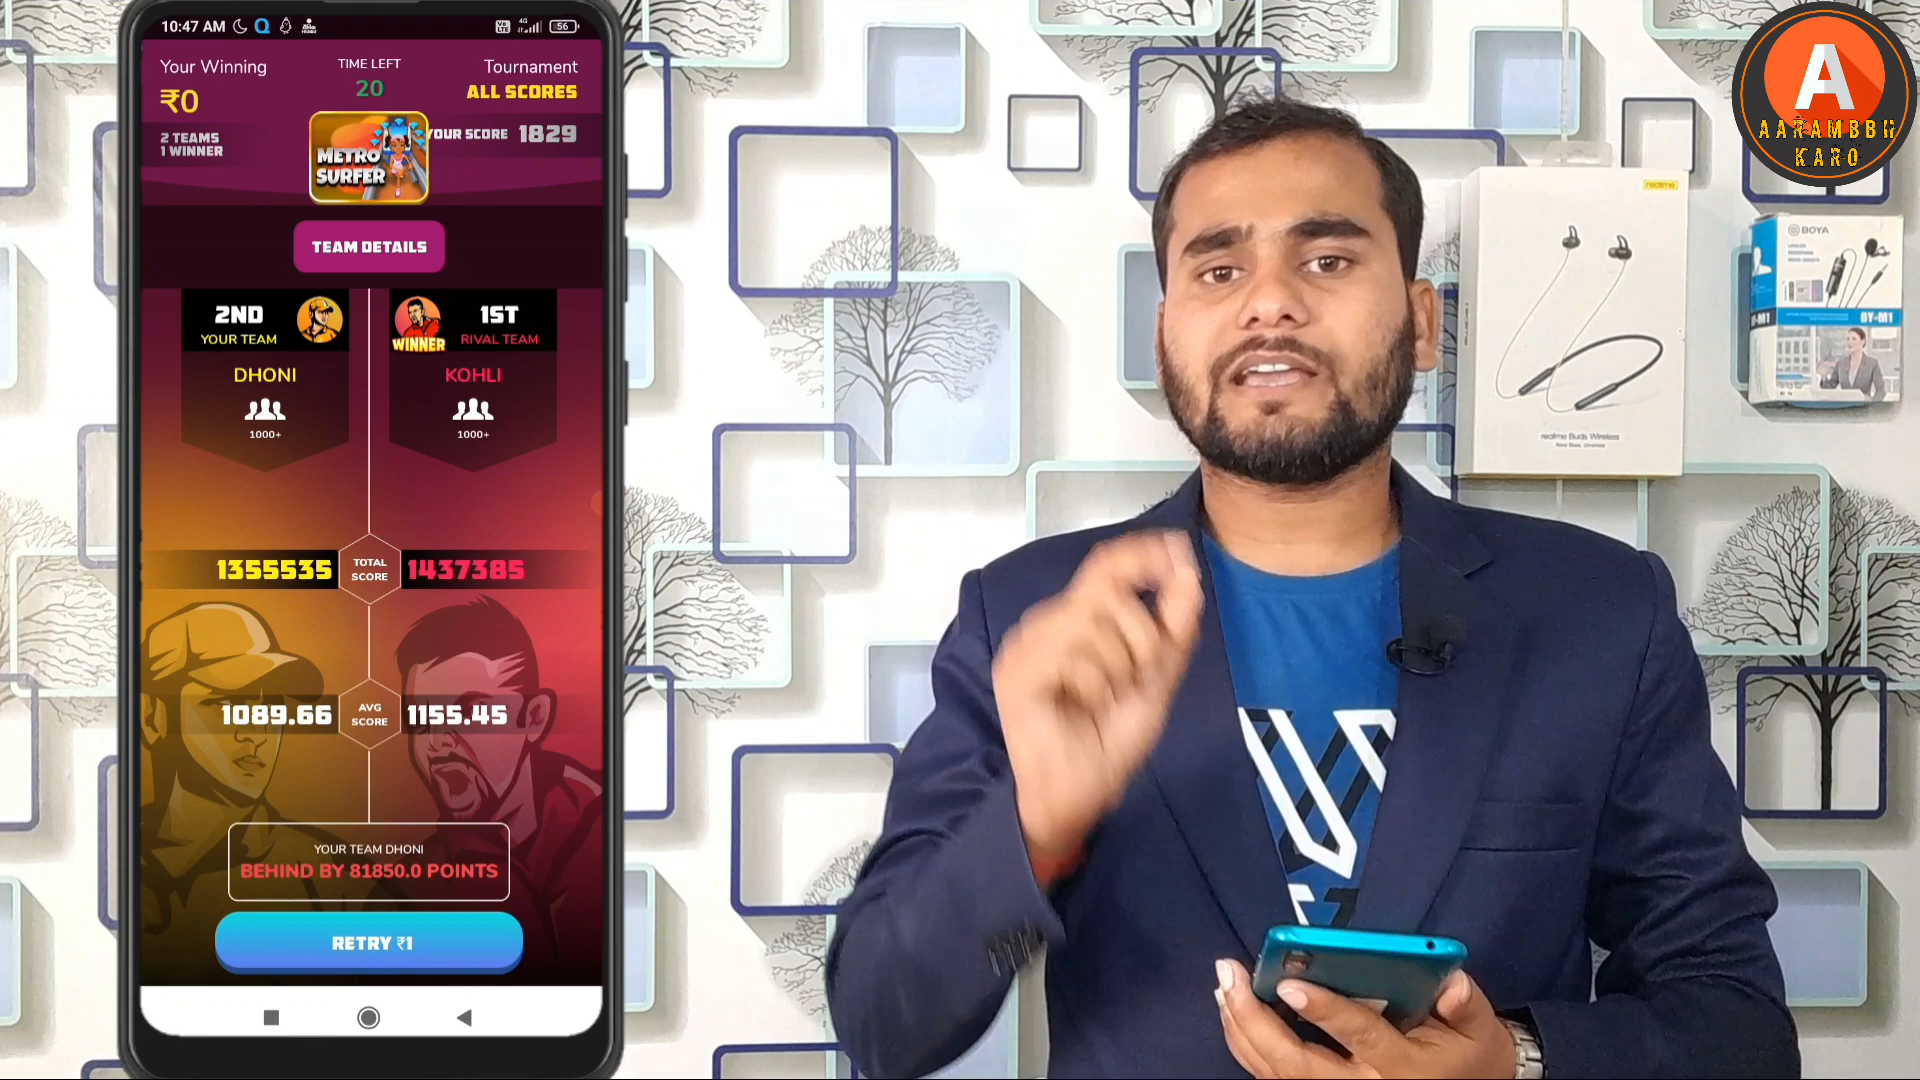 10:47 AM
4G
56
Your Winning
₹0
2 TEAMS
1 WINNER
TIME LEFT
20
Tournament
ALL SCORES
YOUR SCORE 1829
METRO
SURFER
TEAM DETAILS
2ND
YOUR TEAM
DHONI
1000+
WINNER
1ST
RIVAL TEAM
KOHLI
1000+
1355535
TOTAL
SCORE
1437385
1089.66
AVG
SCORE
1155.45
YOUR TEAM DHONI
BEHIND BY 81850.0 POINTS
RETRY ₹1
A
AARAMBBH
KARO
realme
realme Buds Wireless
BOYA
BY-M1